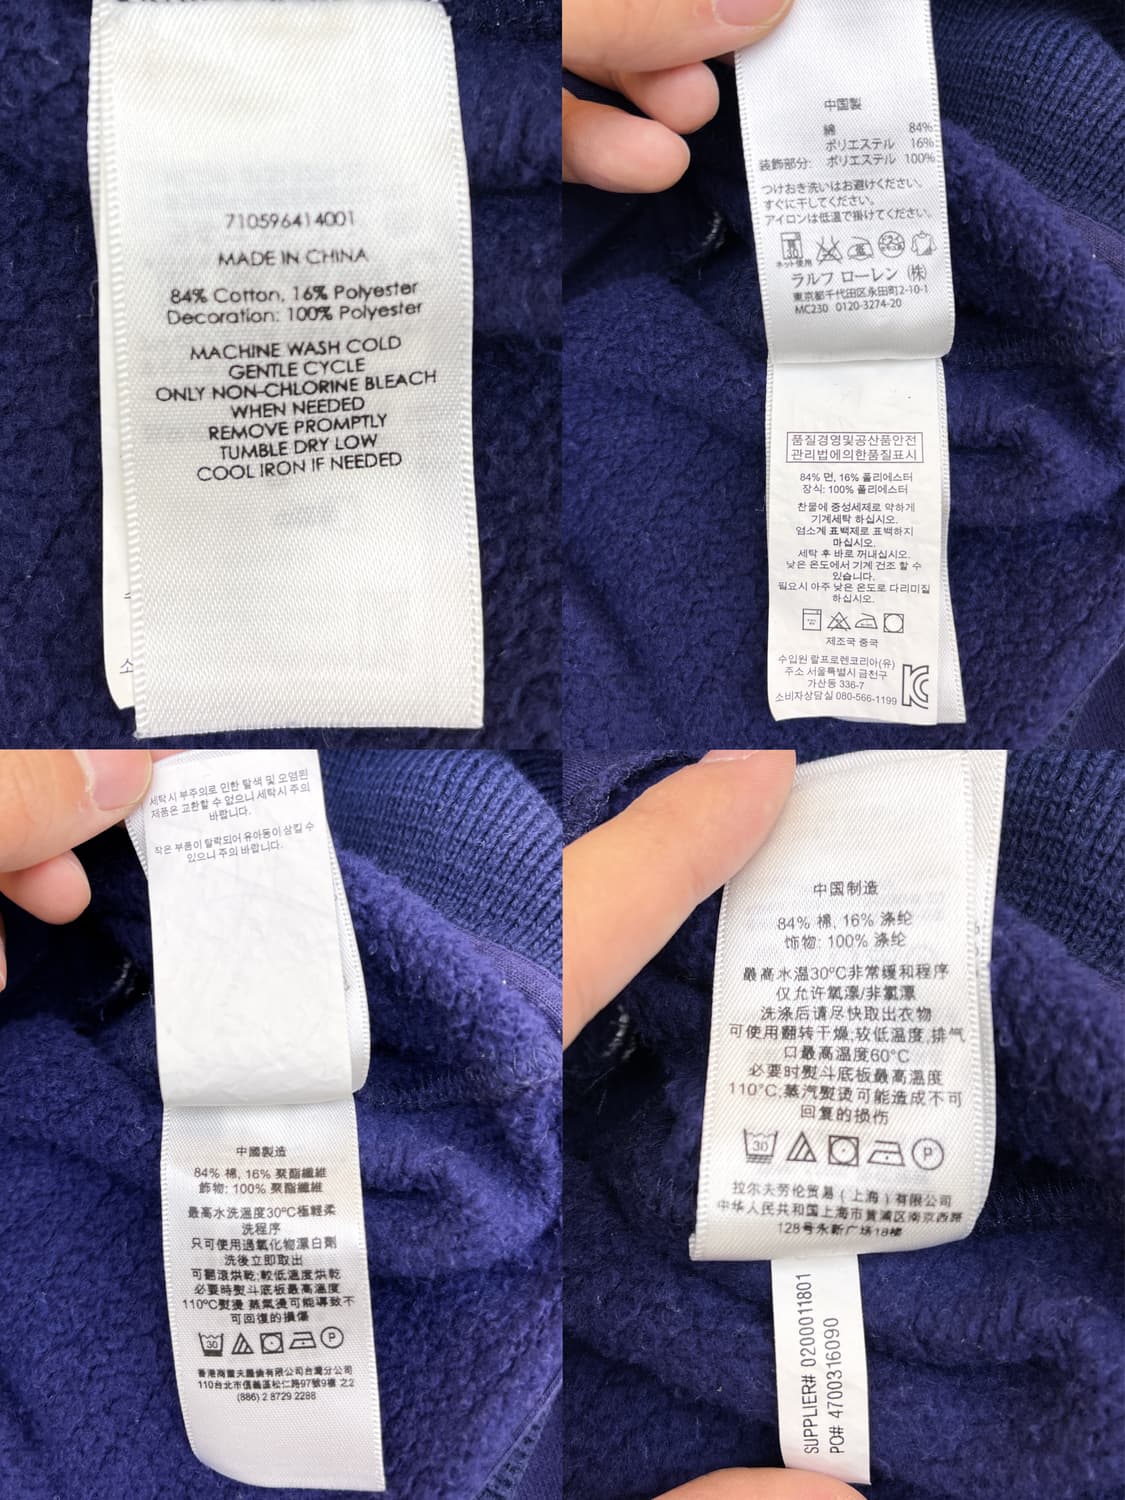 710596414001
MADE IN CHINA
84% Cotton, 16% Polyester
Decoration: 100% Polyester
MACHINE WASH COLD
GENTLE CYCLE
ONLY NON-CHLORINE BLEACH
WHEN NEEDED
REMOVE PROMPTLY
TUMBLE DRY LOW
COOL IRON IF NEEDED
中国製
綿 84%
ポリエステル 16%
装飾部分: ポリエステル 100%
つけおき洗いはお避けください。
すぐに干してください。
アイロンは低温で掛けてください。
ネット使用
ラルフ ローレン (株)
東京都千代田区永田町2-10-1
MC230 0120-3274-20
품질경영및공산품안전
관리법에의한품질표시
84% 면, 16% 폴리에스터
장식: 100% 폴리에스터
찬물에 중성세제로 약하게
기계세탁 하십시오.
염소계 표백제로 표백하지
마십시오.
세탁 후 바로 꺼내십시오.
낮은 온도에서 기계 건조 할 수
있습니다.
필요시 아주 낮은 온도로 다리미질
하십시오.
제조국 중국
수입원 랄프로렌코리아(유)
주소 서울특별시 금천구
가산동 336-7
소비자상담실 080-566-1199
세탁시 부주의로 인한 탈색 및 오염된
제품은 교환할 수 없으니 세탁시 주의
바랍니다.
작은 부품이 탈락되어 유아동이 삼킬 수
있으니 주의 바랍니다.
中國製造
84% 棉, 16% 聚酯纖維
飾物: 100% 聚酯纖維
最高水洗溫度30ºC極輕柔
洗程序
只可使用過氧化物漂白劑
洗後立即取出
可翻滾烘乾;較低溫度烘乾
必要時熨斗底板最高溫度
110ºC熨燙 蒸氣燙可能導致不
可回復的損傷
30
P
香港商雷夫羅倫有限公司台灣分公司
110台北市信義區松仁路97號9樓 之2
(886) 2 8729 2288
中国制造
84% 棉, 16% 涤纶
饰物: 100% 涤纶
最高水温30°C非常缓和程序
仅允许氧漂/非氯漂
洗涤后请尽快取出衣物
可使用翻转干燥,较低温度,排气
口最高温度60°C
必要时熨斗底板最高温度
110°C,蒸汽熨烫可能造成不可
回复的损伤
30
P
拉尔夫劳伦贸易(上海)有限公司
中华人民共和国上海市黄浦区南京西路
128号永新广场18楼
SUPPLIER# 0200011801
PO# 4700316090